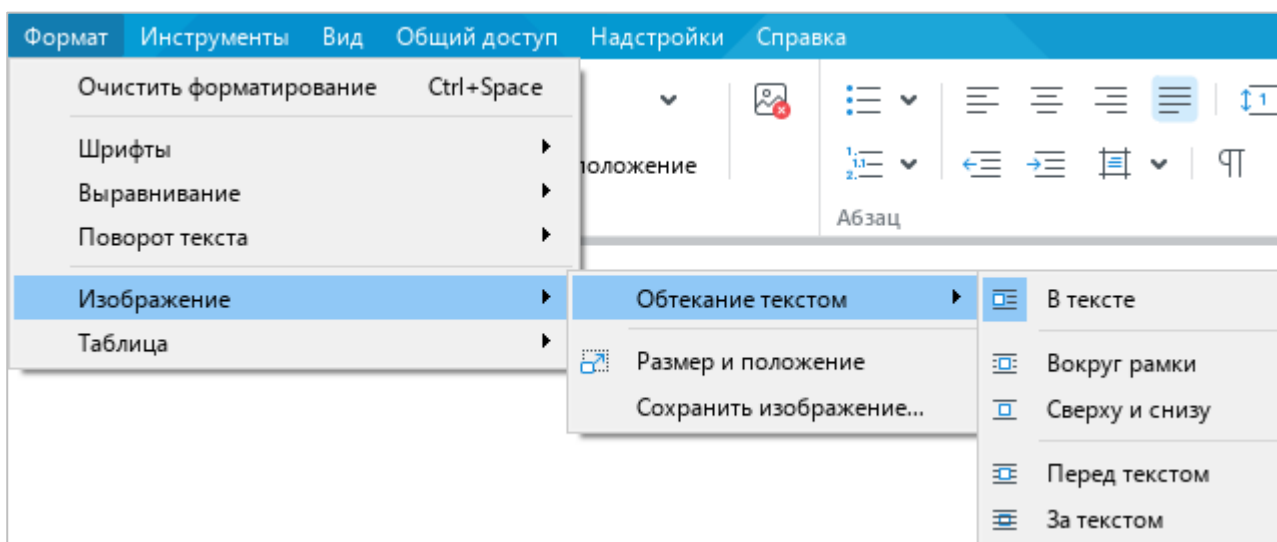 Формат Инструменты Вид Общий доступ Надстройки Справка
Очистить форматирование Ctrl+Space
Шрифты
Выравнивание
Поворот текста
Изображение
Таблица
положение
Абзац
Обтекание текстом
Размер и положение
Сохранить изображение...
В тексте
Вокруг рамки
Сверху и снизу
Перед текстом
За текстом